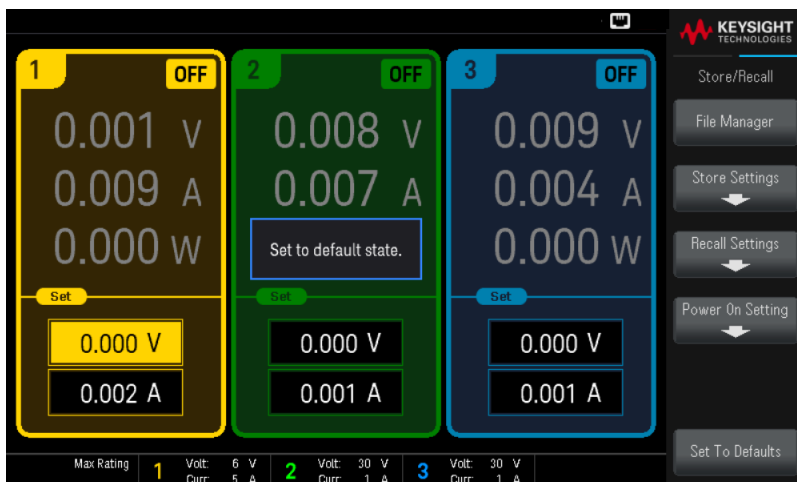 KEYSIGHT
TECHNOLOGIES
Store/Recall
File Manager
Store Settings
Recall Settings
Power On Setting
Set To Defaults
1 OFF
0.001 V
0.009 A
0.000 W
Set
0.000 V
0.002 A
2 OFF
0.008 V
0.007 A
Set to default state.
Set
0.000 V
0.001 A
3 OFF
0.009 V
0.004 A
0.000 W
Set
0.000 V
0.001 A
Max Rating 1 Volt: 6 V 2 Volt: 30 V 3 Volt: 30 V
Curr: 5 A Curr: 1 A Curr: 1 A